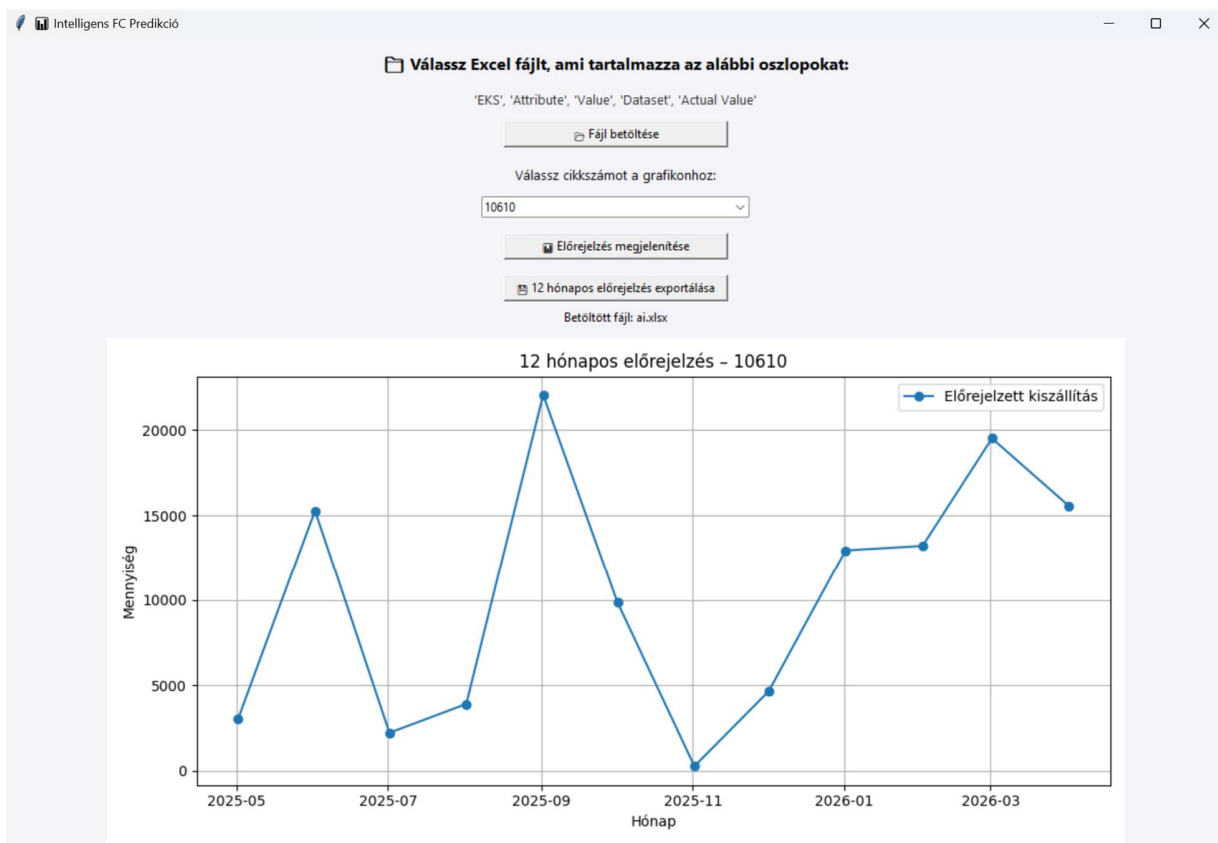 Intelligens FC Predikció
Válassz Excel fájlt, ami tartalmazza az alábbi oszlopokat:
'EKS', 'Attribute', 'Value', 'Dataset', 'Actual Value'
Fájl betöltése
Válassz cikkszámot a grafikonhoz:
10610
Előrejelzés megjelenítése
12 hónapos előrejelzés exportálása
Betöltött fájl: ai.xlsx
12 hónapos előrejelzés – 10610
Előrejelzett kiszállítás
20000
15000
10000
5000
0
Mennyiség
2025-05 2025-07 2025-09 2025-11 2026-01 2026-03
Hónap